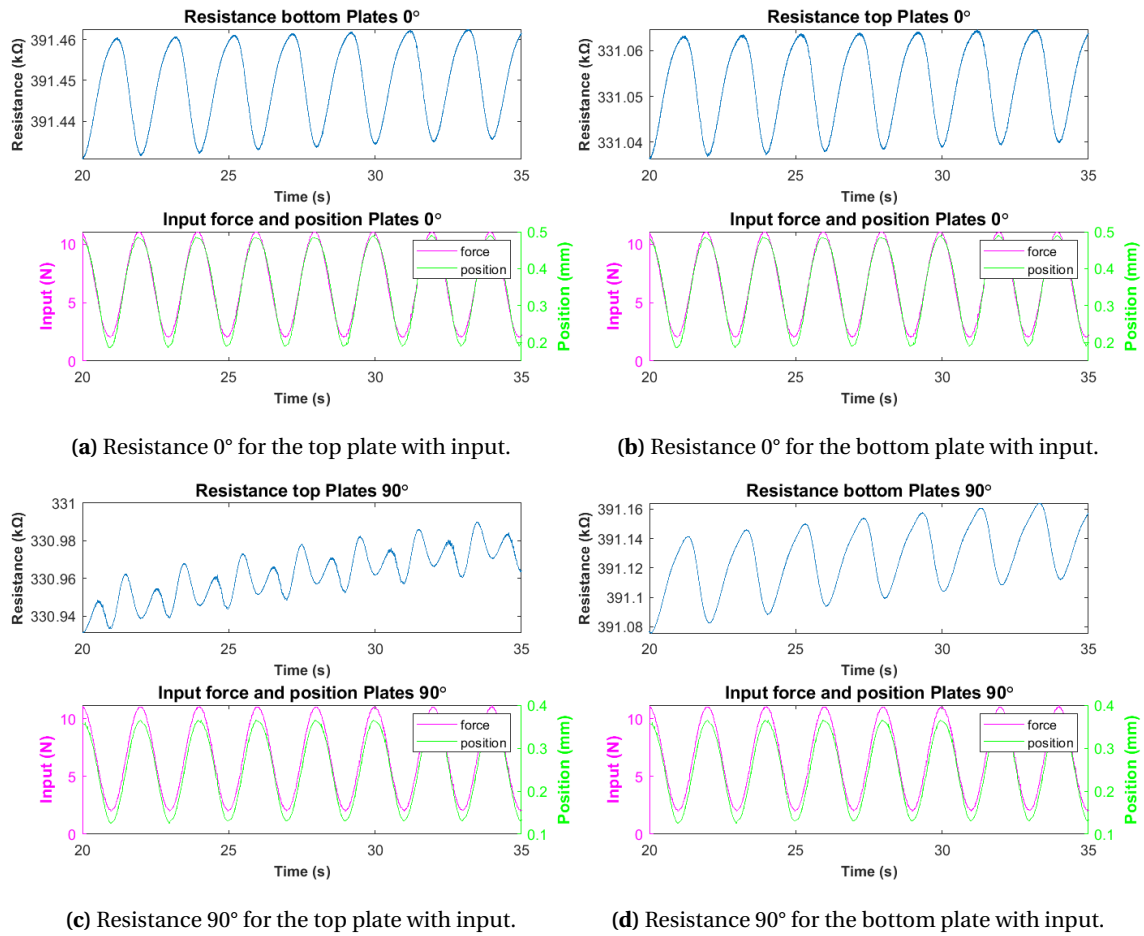 Resistance bottom Plates 0°
Resistance (kΩ)
391.46
391.45
391.44
20 25 30 35
Time (s)
Input force and position Plates 0°
Input (N)
10
5
0
force
position
0.5
0.4
0.3
0.2
Position (mm)
20 25 30 35
Time (s)
(a) Resistance 0° for the top plate with input.
Resistance top Plates 0°
Resistance (kΩ)
331.06
331.05
331.04
20 25 30 35
Time (s)
Input force and position Plates 0°
Input (N)
10
5
0
force
position
0.5
0.4
0.3
0.2
Position (mm)
20 25 30 35
Time (s)
(b) Resistance 0° for the bottom plate with input.
Resistance top Plates 90°
Resistance (kΩ)
331
330.98
330.96
330.94
20 25 30 35
Time (s)
Input force and position Plates 90°
Input (N)
10
5
0
force
position
0.4
0.3
0.2
0.1
Position (mm)
20 25 30 35
Time (s)
(c) Resistance 90° for the top plate with input.
Resistance bottom Plates 90°
Resistance (kΩ)
391.16
391.14
391.12
391.1
391.08
20 25 30 35
Time (s)
Input force and position Plates 90°
Input (N)
10
5
0
force
position
0.4
0.3
0.2
0.1
Position (mm)
20 25 30 35
Time (s)
(d) Resistance 90° for the bottom plate with input.